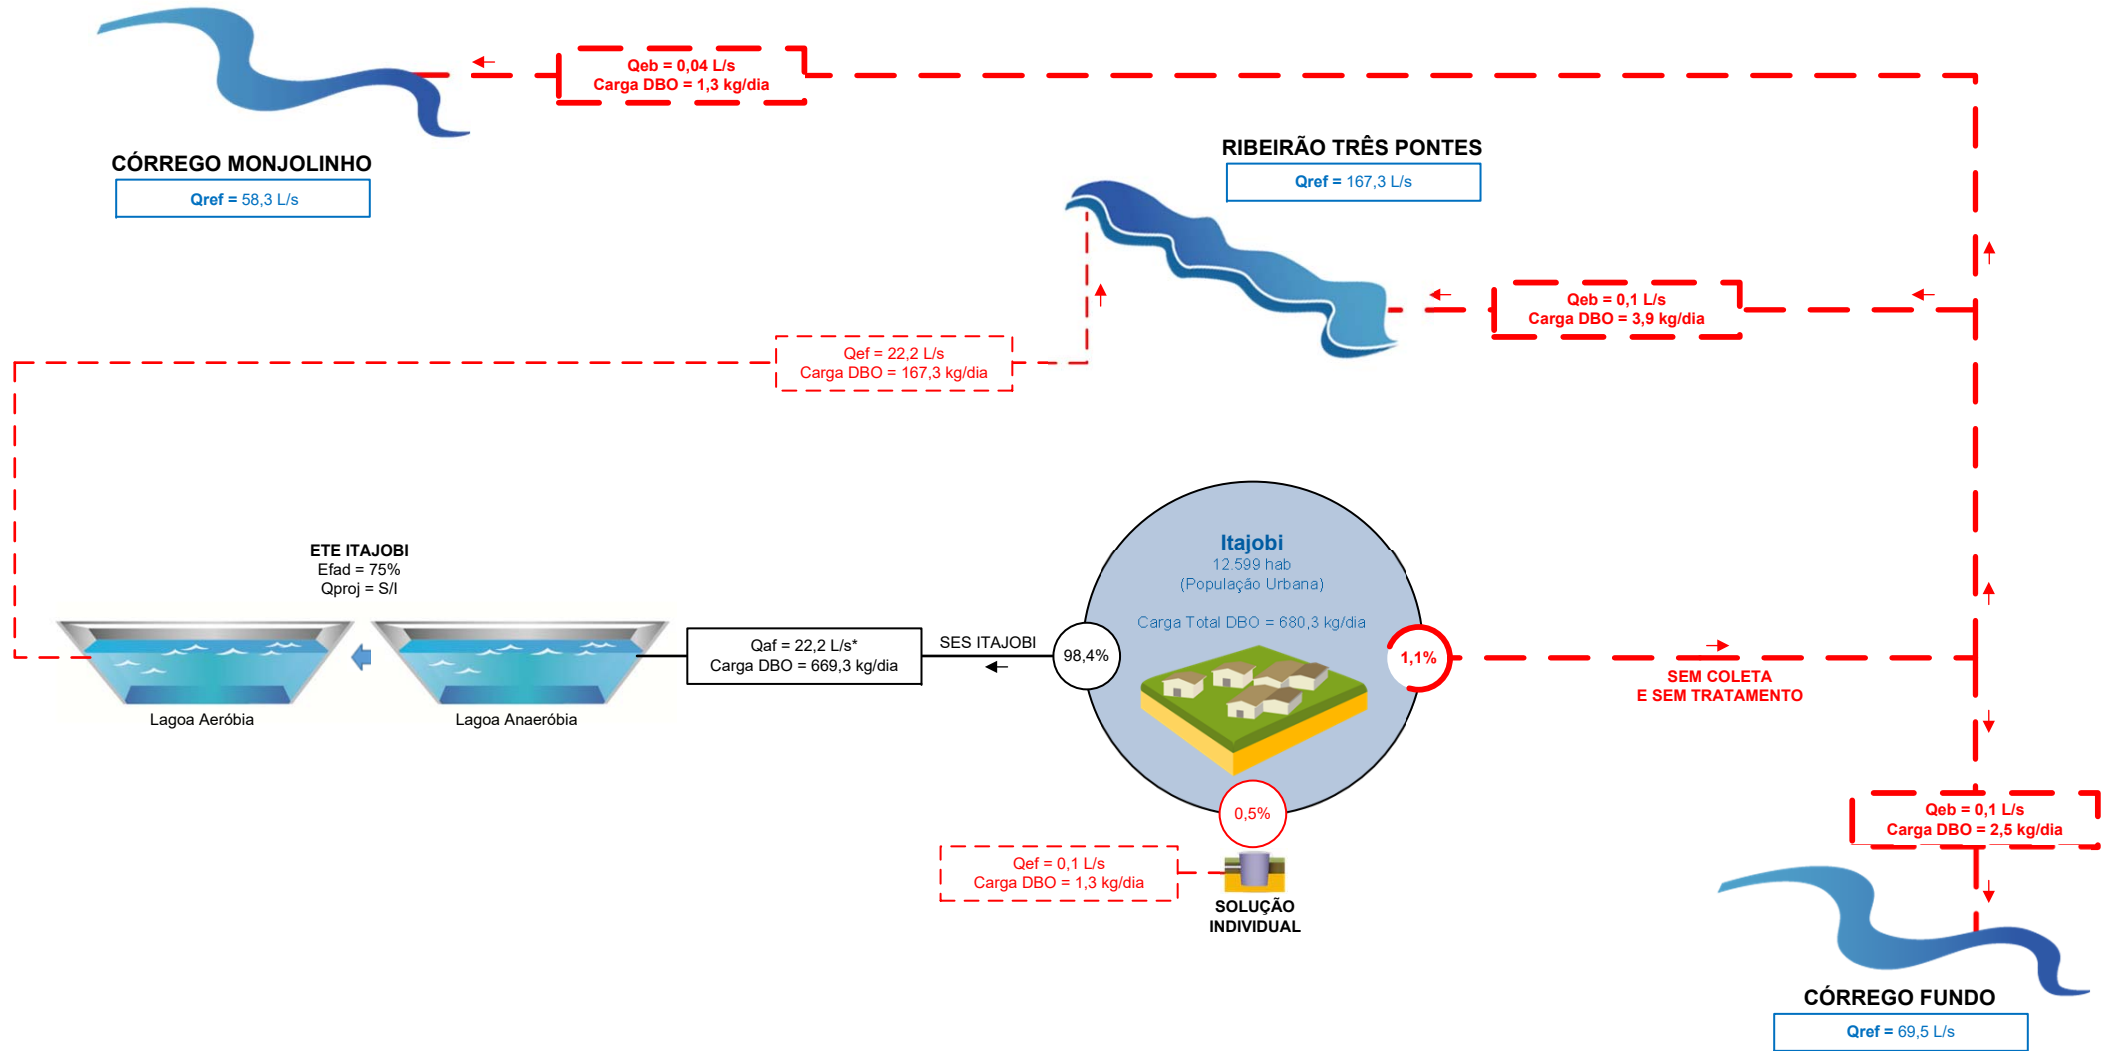 Qeb = 0,04 L/s
Carga DBO = 1,3 kg/dia
CÓRREGO MONJOLINHO
Qref = 58,3 L/s
RIBEIRÃO TRÊS PONTES
Qref = 167,3 L/s
Qeb = 0,1 L/s
Carga DBO = 3,9 kg/dia
Qef = 22,2 L/s
Carga DBO = 167,3 kg/dia
ETE ITAJOBI
Efad = 75%
Qproj = S/I
Lagoa Aeróbia
Lagoa Anaeróbia
Qaf = 22,2 L/s*
Carga DBO = 669,3 kg/dia
SES ITAJOBI
98,4%
Itajobi
12.599 hab
(População Urbana)
Carga Total DBO = 680,3 kg/dia
1,1%
SEM COLETA
E SEM TRATAMENTO
0,5%
Qef = 0,1 L/s
Carga DBO = 1,3 kg/dia
SOLUÇÃO
INDIVIDUAL
Qeb = 0,1 L/s
Carga DBO = 2,5 kg/dia
CÓRREGO FUNDO
Qref = 69,5 L/s